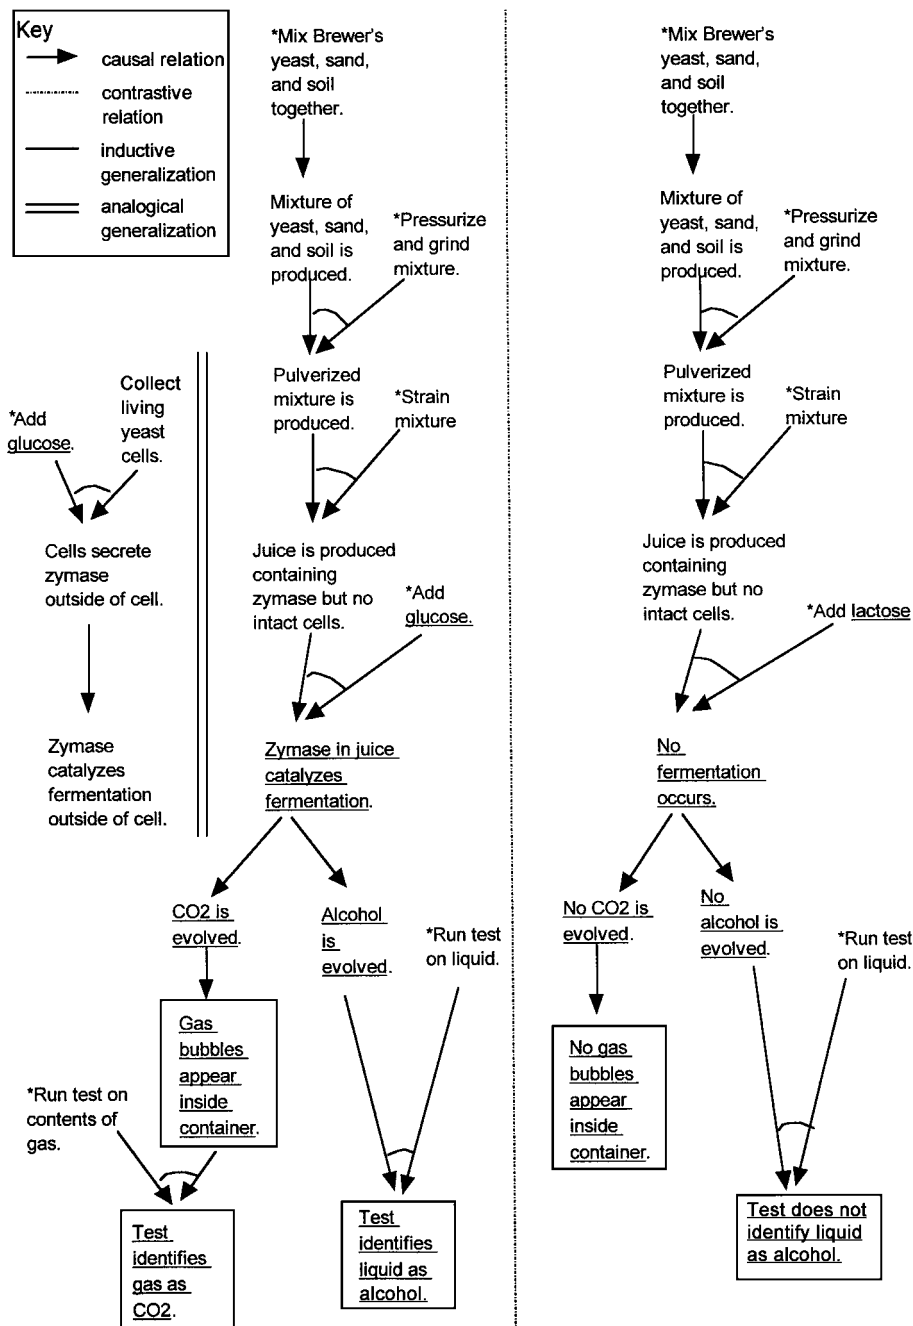 Key
causal relation
contrastive
relation
inductive
generalization
analogical
generalization
*Add
glucose.
Collect
living
yeast
cells.
Cells secrete
zymase
outside of cell.
Zymase
catalyzes
fermentation
outside of cell.
*Mix Brewer's
yeast, sand,
and soil
together.
Mixture of
yeast, sand,
and soil is
produced.
*Pressurize
and grind
mixture.
Pulverized
mixture is
produced.
*Strain
mixture
Juice is produced
containing
zymase but no
intact cells.
*Add
glucose.
Zymase in juice
catalyzes
fermentation.
CO2 is
evolved.
Alcohol
is
evolved.
*Run test
on liquid.
Gas
bubbles
appear
inside
container.
*Run test on
contents of
gas.
Test
identifies
gas as
CO2.
Test
identifies
liquid as
alcohol.
*Mix Brewer's
yeast, sand,
and soil
together.
Mixture of
yeast, sand,
and soil is
produced.
*Pressurize
and grind
mixture.
Pulverized
mixture is
produced.
*Strain
mixture
Juice is produced
containing
zymase but no
intact cells.
*Add lactose
No
fermentation
occurs.
No CO2 is
evolved.
No
alcohol is
evolved.
*Run test
on liquid.
No gas
bubbles
appear
inside
container.
Test does not
identify liquid
as alcohol.